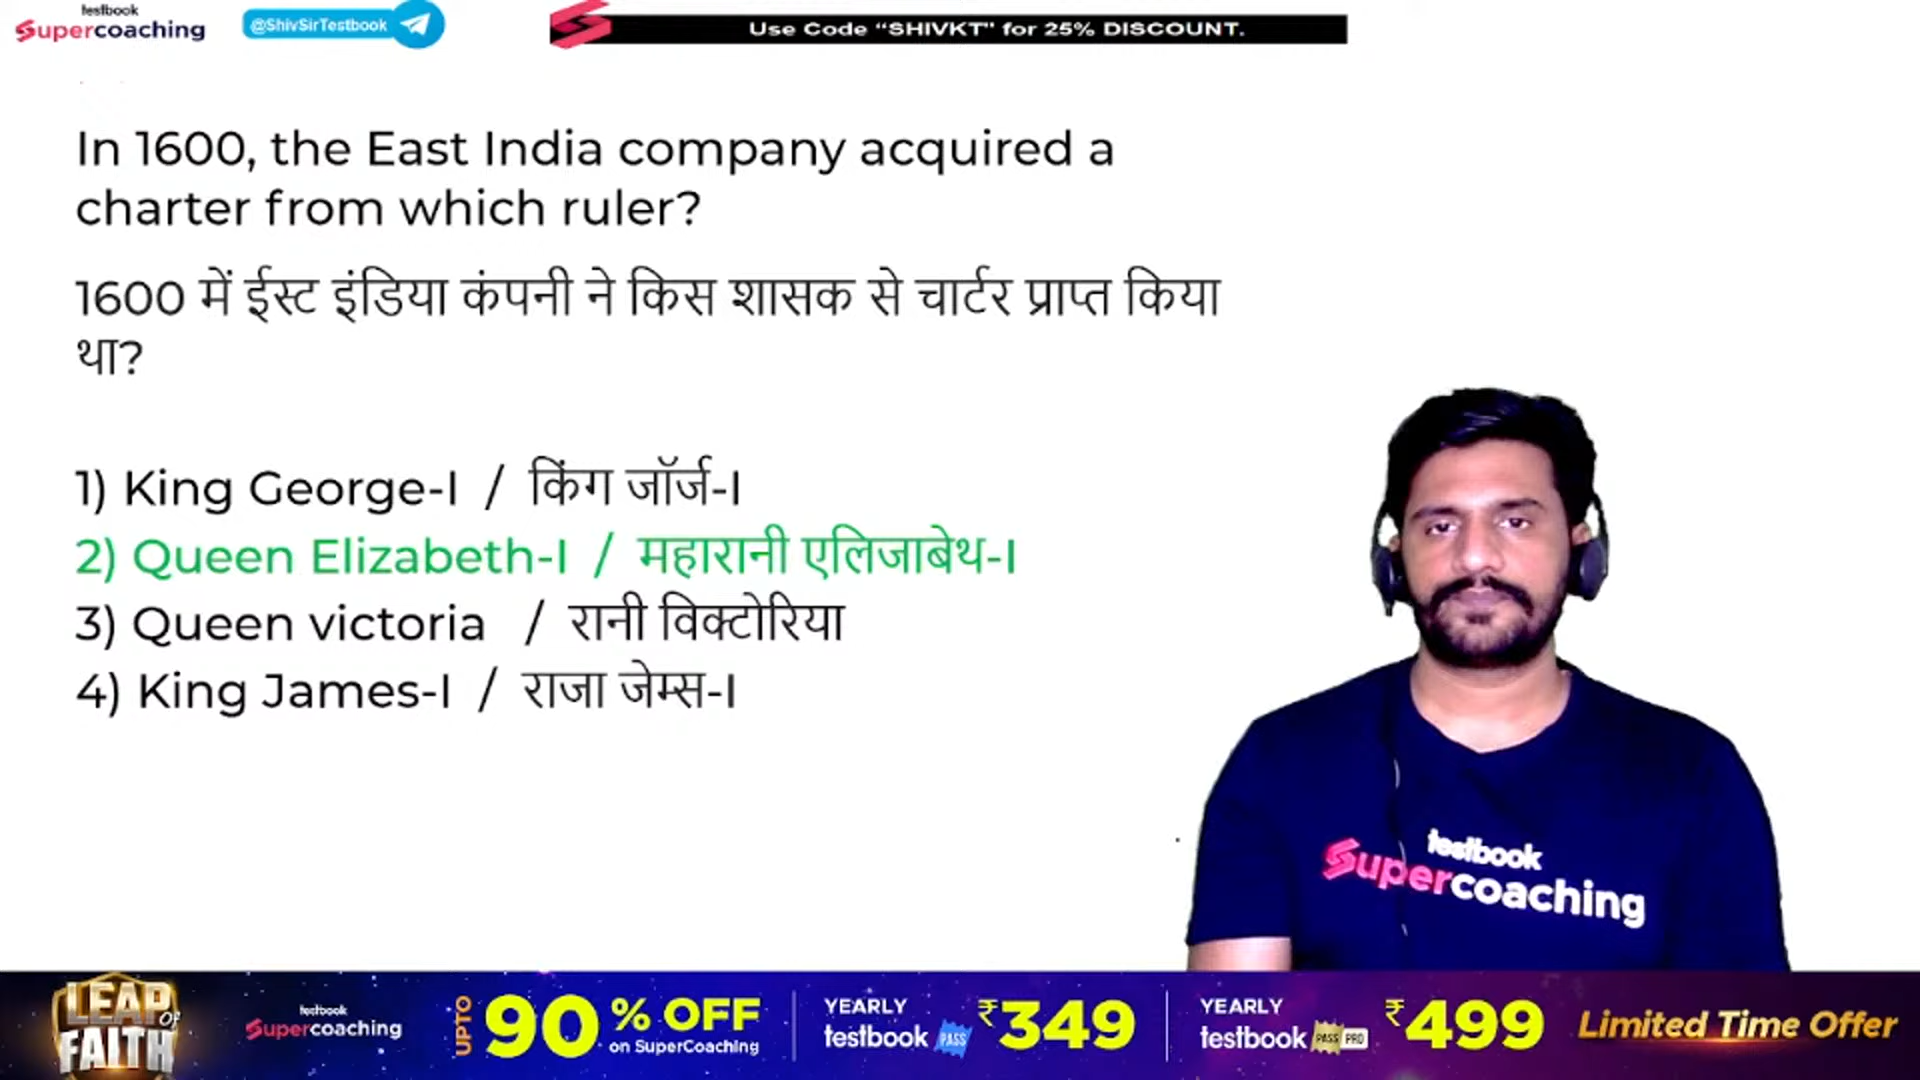 testbook
Supercoaching
@ShivSirTestbook
Use Code “SHIVKT" for 25% DISCOUNT.
In 1600, the East India company acquired a
charter from which ruler?
1600 में ईस्ट इंडिया कंपनी ने किस शासक से चार्टर प्राप्त किया
था?
1) King George-I / किंग जॉर्ज-I
2) Queen Elizabeth-I / महारानी एलिजाबेथ-I
3) Queen victoria / रानी विक्टोरिया
4) King James-I / राजा जेम्स-I
testbook
Supercoaching
LEAP OF
FAITH
testbook
Supercoaching
UPTO 90% OFF
on SuperCoaching
YEARLY
testbook PASS ₹349
YEARLY
testbook PASS PRO ₹499
Limited Time Offer